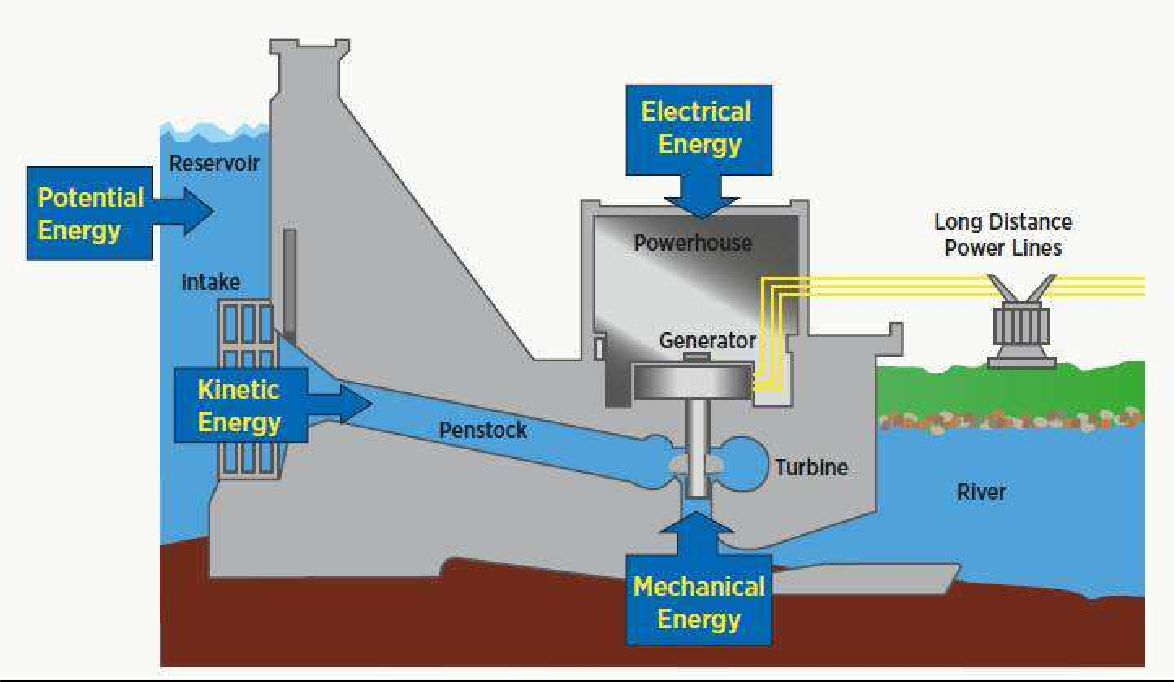 Electrical
Energy
Reservoir
Potential
Energy
Long Distance
Power Lines
Powerhouse
Intake
Generator
Kinetic
Energy
Penstock
Turbine
River
Mechanical
Energy